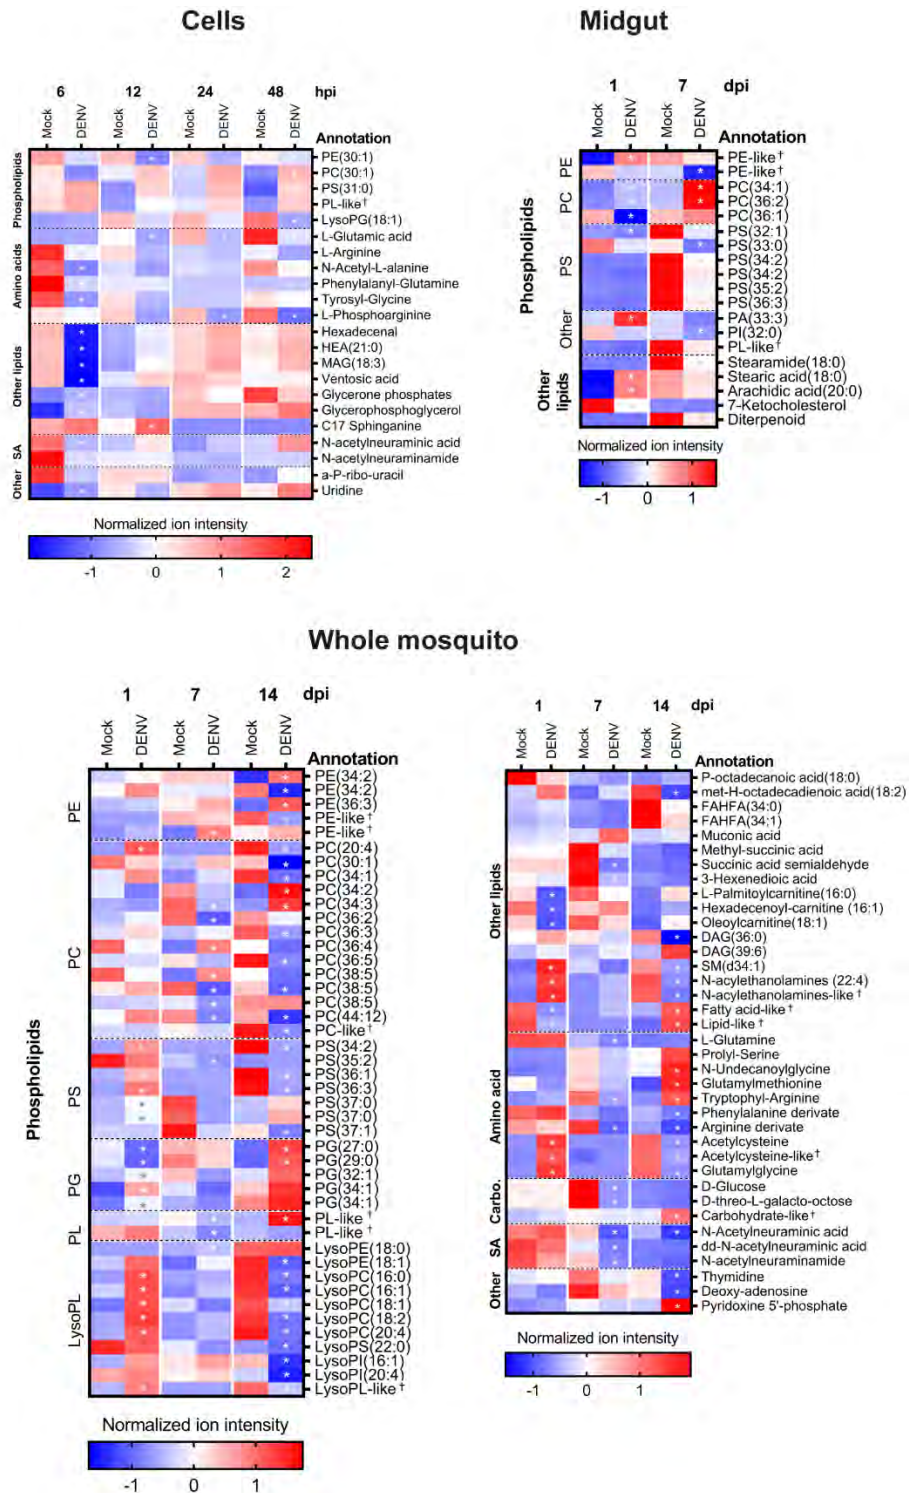 Cells
6 12 24 48 hpi
Mock DENV Mock DENV Mock DENV Mock DENV
Annotation
Phospholipids
PE(30:1)
PC(30:1)
PS(31:0)
PL-like†
LysoPG(18:1)
Amino acids
L-Glutamic acid
L-Arginine
N-Acetyl-L-alanine
Phenylalanyl-Glutamine
Tyrosyl-Glycine
L-Phosphoarginine
Other lipids
Hexadecenal
HEA(21:0)
MAG(18:3)
Ventosic acid
Glycerone phosphates
Glycerophosphoglycerol
C17 Sphinganine
SA
N-acetylneuraminic acid
N-acetylneuraminamide
Other
a-P-ribo-uracil
Uridine
Normalized ion intensity
-1 0 1 2
Midgut
1 7 dpi
Mock DENV Mock DENV
Annotation
Phospholipids
PE
PE-like†
PE-like†
PC
PC(34:1)
PC(36:2)
PC(36:1)
PS
PS(32:1)
PS(33:0)
PS(34:2)
PS(34:2)
PS(35:2)
PS(36:3)
Other
PA(33:3)
PI(32:0)
PL-like†
Other lipids
Stearamide(18:0)
Stearic acid(18:0)
Arachidic acid(20:0)
7-Ketocholesterol
Diterpenoid
Normalized ion intensity
-1 0 1
Whole mosquito
1 7 14 dpi
Mock DENV Mock DENV Mock DENV
Annotation
Phospholipids
PE
PE(34:2)
PE(34:2)
PE(36:3)
PE-like†
PE-like†
PC
PC(20:4)
PC(30:1)
PC(34:1)
PC(34:2)
PC(34:3)
PC(36:2)
PC(36:3)
PC(36:4)
PC(36:5)
PC(38:5)
PC(38:5)
PC(38:5)
PC(44:12)
PC-like†
PS
PS(34:2)
PS(35:2)
PS(36:1)
PS(36:3)
PS(37:0)
PS(37:0)
PS(37:1)
PG
PG(27:0)
PG(29:0)
PG(32:1)
PG(34:1)
PG(34:1)
PL
PL-like†
PL-like†
LysoPL
LysoPE(18:0)
LysoPE(18:1)
LysoPC(16:0)
LysoPC(16:1)
LysoPC(18:1)
LysoPC(18:2)
LysoPC(20:4)
LysoPS(22:0)
LysoPI(16:1)
LysoPI(20:4)
LysoPL-like†
Normalized ion intensity
-1 0 1
1 7 14 dpi
Mock DENV Mock DENV Mock DENV
Annotation
Other lipids
P-octadecanoic acid(18:0)
met-H-octadecadienoic acid(18:2)
FAHFA(34:0)
FAHFA(34:1)
Muconic acid
Methyl-succinic acid
Succinic acid semialdehyde
3-Hexenedioic acid
L-Palmitoylcarnitine(16:0)
Hexadecenoyl-carnitine (16:1)
Oleoylcarnitine(18:1)
DAG(36:0)
DAG(39:6)
SM(d34:1)
N-acylethanolamines (22:4)
N-acylethanolamines-like†
Fatty acid-like†
Lipid-like†
Amino acid
L-Glutamine
Prolyl-Serine
N-Undecanoylglycine
Glutamylmethionine
Tryptophyl-Arginine
Phenylalanine derivate
Arginine derivate
Acetylcysteine
Acetylcysteine-like†
Glutamylglycine
Carbo.
D-Glucose
D-threo-L-galacto-octose
Carbohydrate-like†
SA
N-Acetylneuraminic acid
dd-N-acetylneuraminic acid
N-acetylneuraminamide
Other
Thymidine
Deoxy-adenosine
Pyridoxine 5'-phosphate
Normalized ion intensity
-1 0 1